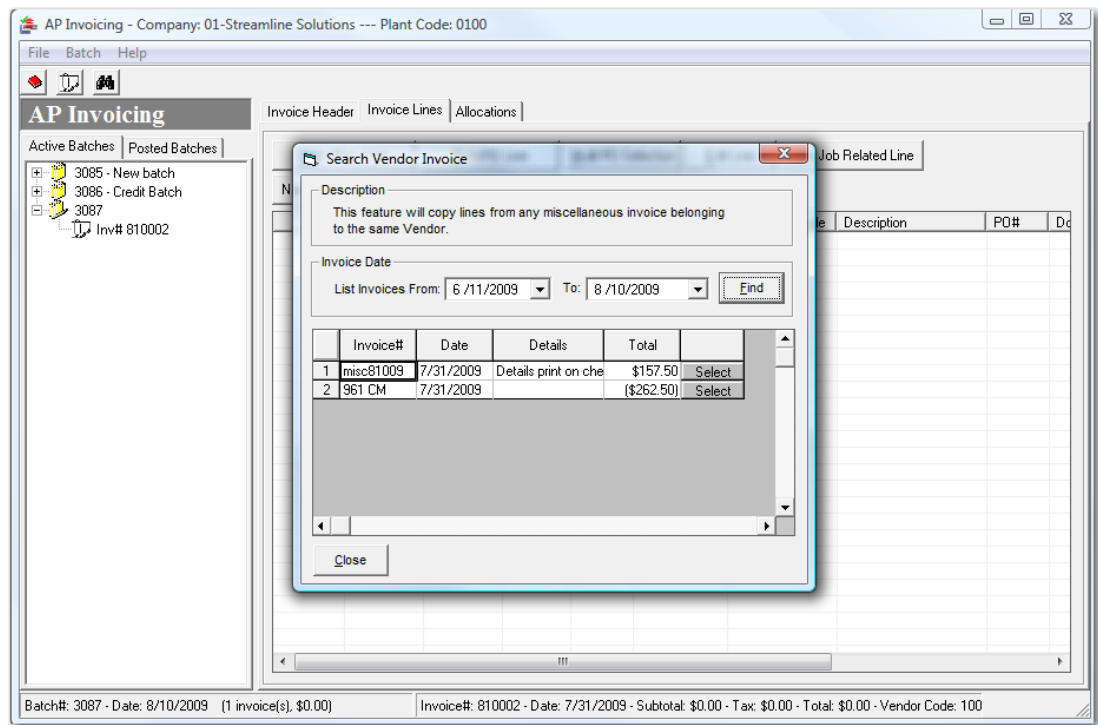 AP Invoicing - Company: 01-Streamline Solutions --- Plant Code: 0100
File Batch Help
AP Invoicing
Invoice Header Invoice Lines Allocations
Active Batches Posted Batches
3085 - New batch
3086 - Credit Batch
3087
Inv# 810002
Job Related Line
N
Description PO# Do
Search Vendor Invoice
Description
This feature will copy lines from any miscellaneous invoice belonging
to the same Vendor.
Invoice Date
List Invoices From: 6 /11/2009 To: 8 /10/2009 Find
Invoice# Date Details Total
1 misc81009 7/31/2009 Details print on che $157.50 Select
2 961 CM 7/31/2009 ($262.50) Select
Close
Batch#: 3087 - Date: 8/10/2009 (1 invoice(s), $0.00) Invoice#: 810002 - Date: 7/31/2009 - Subtotal: $0.00 - Tax: $0.00 - Total: $0.00 - Vendor Code: 100